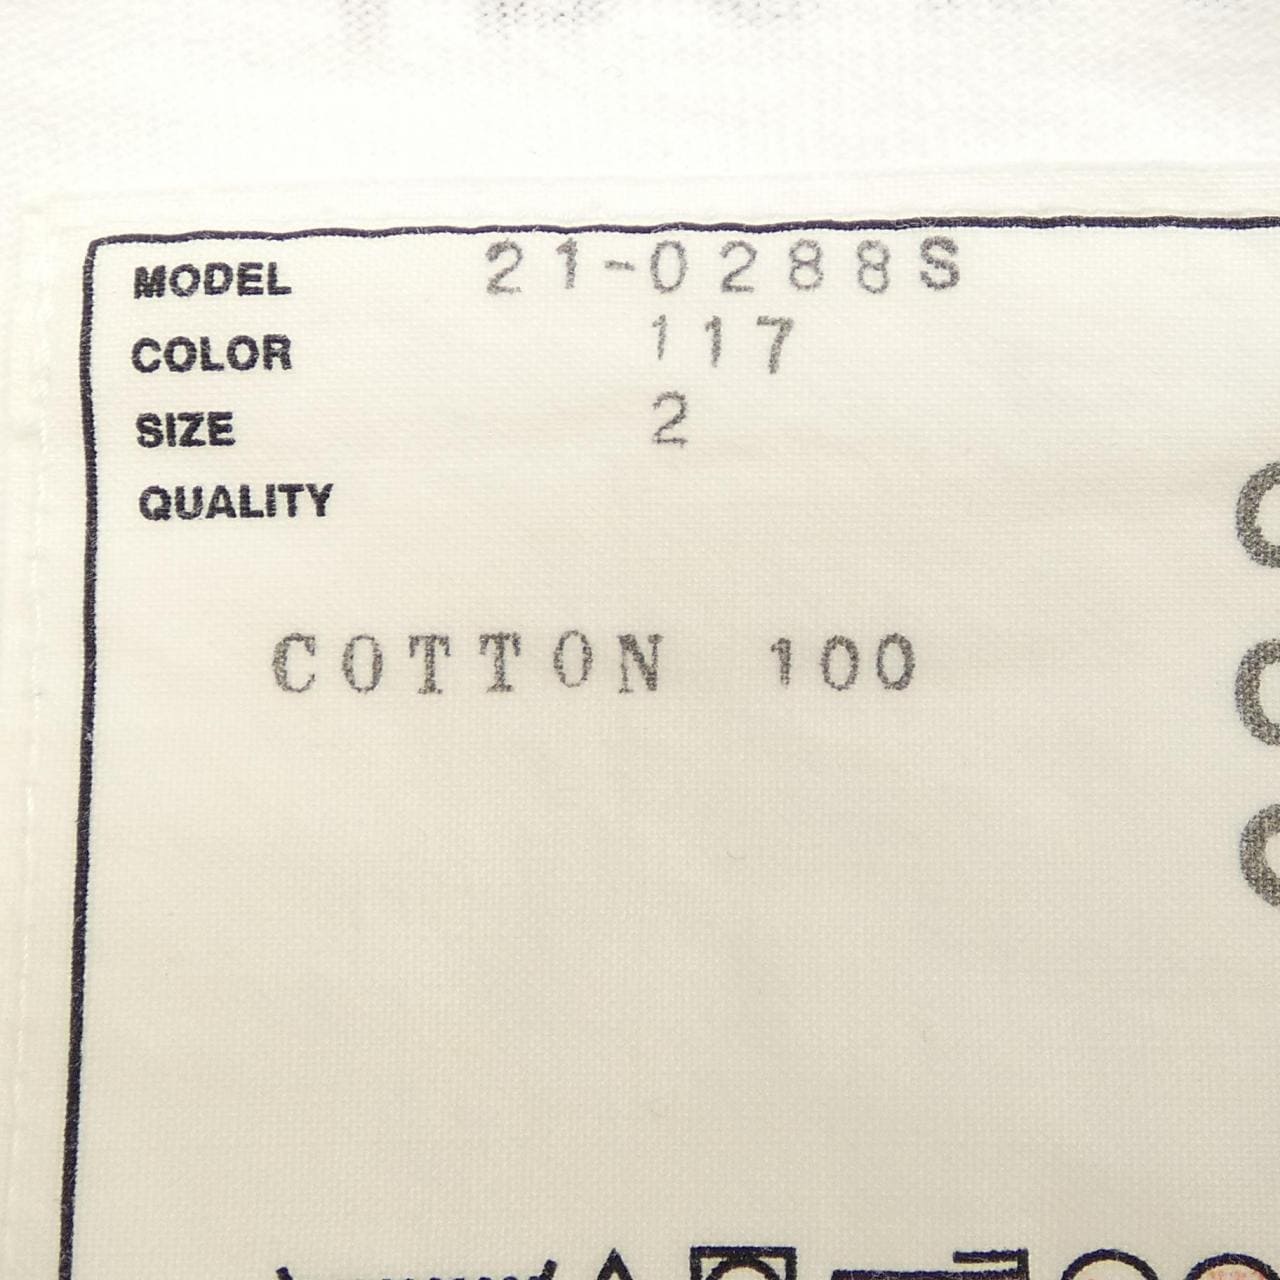 MODEL 21-0288S
COLOR 117
SIZE 2
QUALITY
COTTON 100